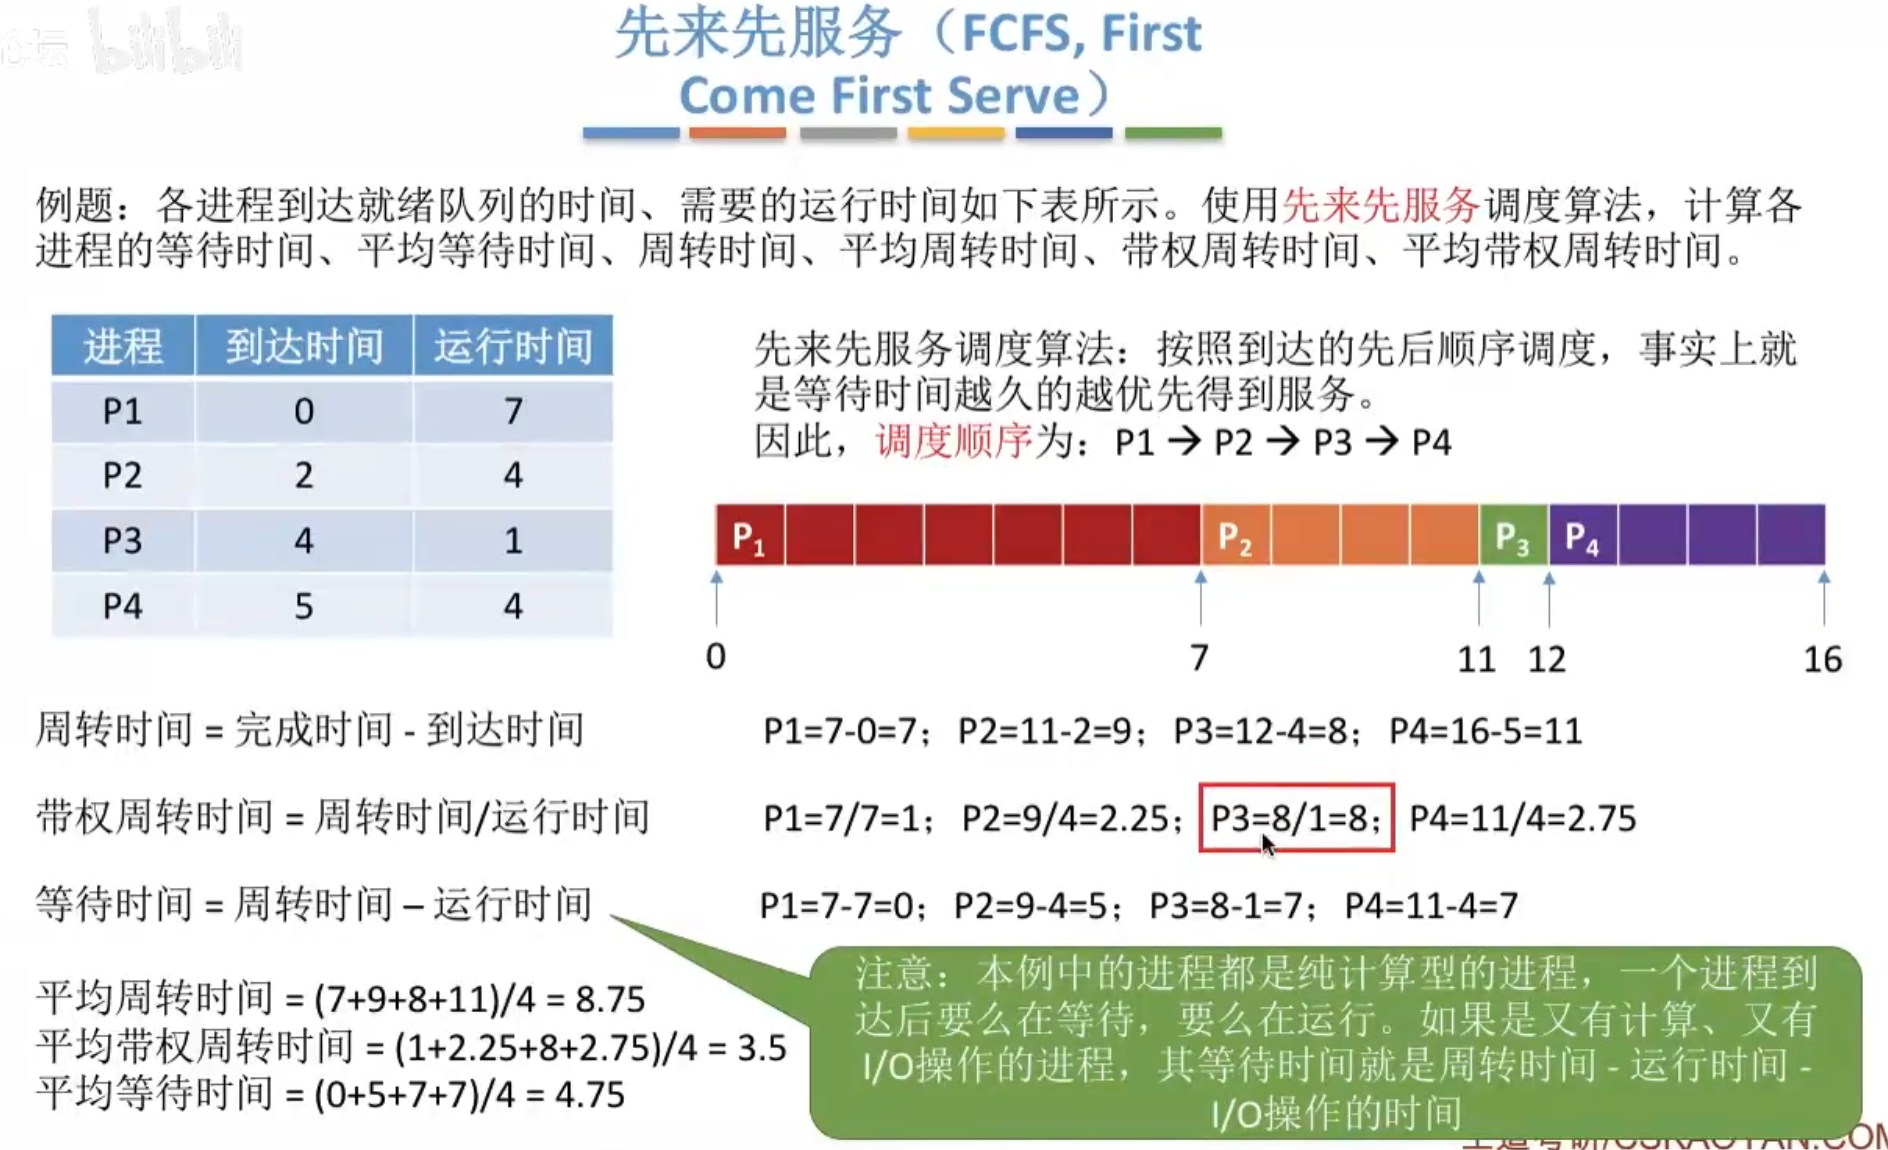 论坛 bilibili
先来先服务（FCFS, First
Come First Serve）
例题：各进程到达就绪队列的时间、需要的运行时间如下表所示。使用先来先服务调度算法，计算各
进程的等待时间、平均等待时间、周转时间、平均周转时间、带权周转时间、平均带权周转时间。
进程 到达时间 运行时间
P1 0 7
P2 2 4
P3 4 1
P4 5 4
先来先服务调度算法：按照到达的先后顺序调度，事实上就
是等待时间越久的越优先得到服务。
因此，调度顺序为：P1 → P2 → P3 → P4
P₁ P₂ P₃ P₄
0 7 11 12 16
周转时间 = 完成时间 - 到达时间 P1=7-0=7；P2=11-2=9；P3=12-4=8；P4=16-5=11
带权周转时间 = 周转时间/运行时间 P1=7/7=1；P2=9/4=2.25；P3=8/1=8；P4=11/4=2.75
等待时间 = 周转时间 – 运行时间 P1=7-7=0；P2=9-4=5；P3=8-1=7；P4=11-4=7
平均周转时间 = (7+9+8+11)/4 = 8.75
平均带权周转时间 = (1+2.25+8+2.75)/4 = 3.5
平均等待时间 = (0+5+7+7)/4 = 4.75
注意：本例中的进程都是纯计算型的进程，一个进程到
达后要么在等待，要么在运行。如果是又有计算、又有
I/O操作的进程，其等待时间就是周转时间 - 运行时间 -
I/O操作的时间
王道考研/CSKAOYAN.COM